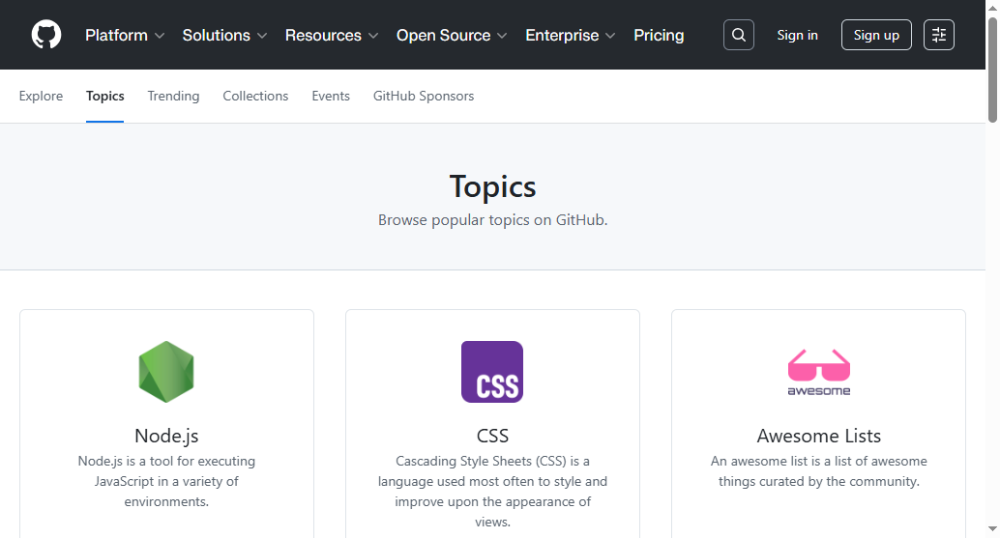 Platform Solutions Resources Open Source Enterprise Pricing Sign in Sign up
Explore Topics Trending Collections Events GitHub Sponsors
Topics
Browse popular topics on GitHub.
Node.js
Node.js is a tool for executing
JavaScript in a variety of
environments.
CSS
CSS
Cascading Style Sheets (CSS) is a
language used most often to style and
improve upon the appearance of
views.
awesome
Awesome Lists
An awesome list is a list of awesome
things curated by the community.